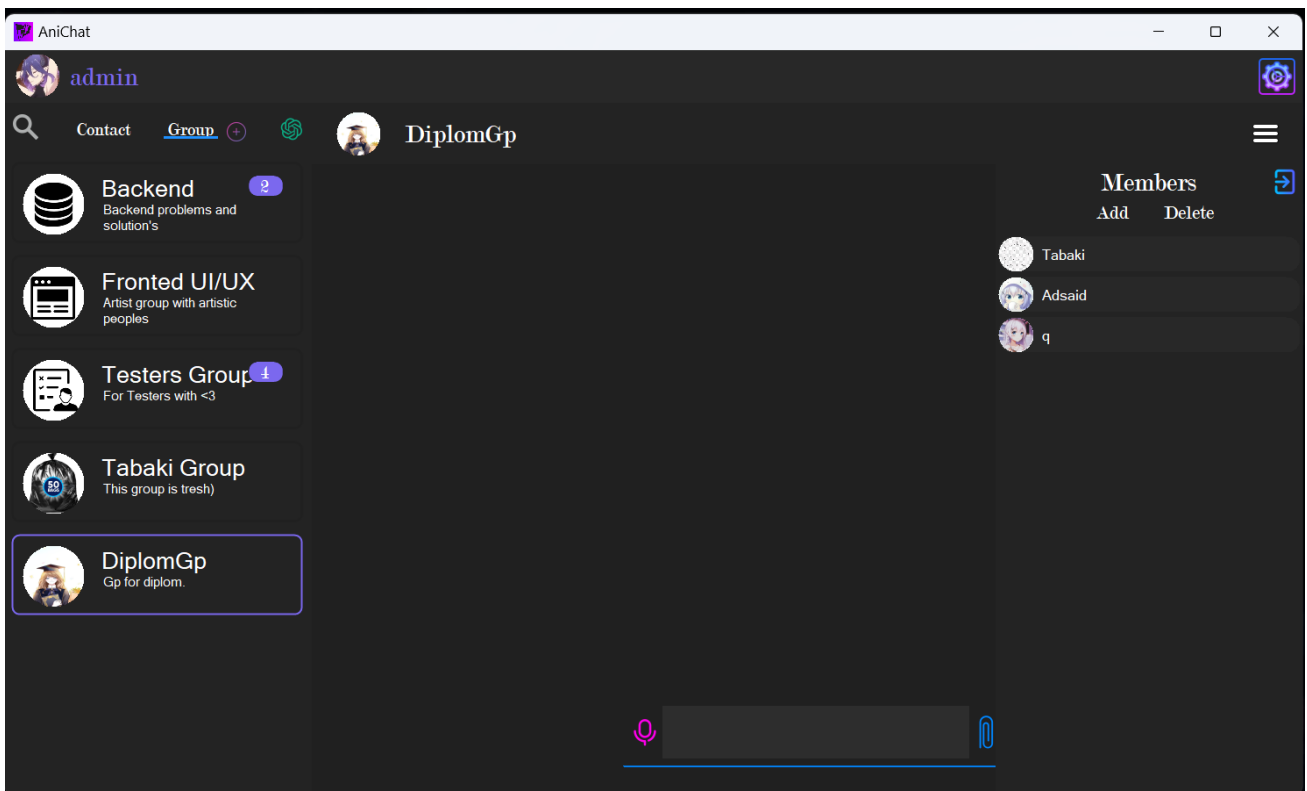 AniChat
admin
Contact Group
DiplomGp
Backend 2
Backend problems and
solution's
Fronted UI/UX
Artist group with artistic
peoples
Testers Group 4
For Testers with <3
50
Tabaki Group
This group is tresh)
DiplomGp
Gp for diplom.
Members
Add Delete
Tabaki
Adsaid
q